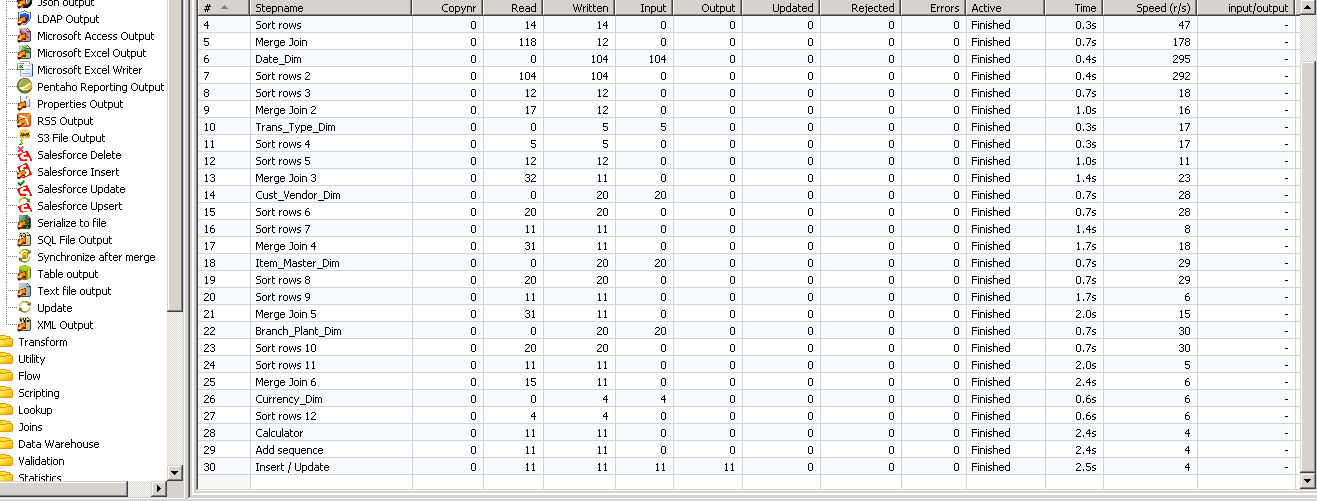 Json output
LDAP Output
Microsoft Access Output
Microsoft Excel Output
Microsoft Excel Writer
Pentaho Reporting Output
Properties Output
RSS Output
S3 File Output
Salesforce Delete
Salesforce Insert
Salesforce Update
Salesforce Upsert
Serialize to file
SQL File Output
Synchronize after merge
Table output
Text file output
Update
XML Output
Transform
Utility
Flow
Scripting
Lookup
Joins
Data Warehouse
Validation
Statistics
# Stepname Copynr Read Written Input Output Updated Rejected Errors Active Time Speed (r/s) input/output
4 Sort rows 0 14 14 0 0 0 0 0 Finished 0.3s 47 -
5 Merge Join 0 118 12 0 0 0 0 0 Finished 0.7s 178 -
6 Date_Dim 0 0 104 104 0 0 0 0 Finished 0.4s 295 -
7 Sort rows 2 0 104 104 0 0 0 0 0 Finished 0.4s 292 -
8 Sort rows 3 0 12 12 0 0 0 0 0 Finished 0.7s 18 -
9 Merge Join 2 0 17 12 0 0 0 0 0 Finished 1.0s 16 -
10 Trans_Type_Dim 0 0 5 5 0 0 0 0 Finished 0.3s 17 -
11 Sort rows 4 0 5 5 0 0 0 0 0 Finished 0.3s 17 -
12 Sort rows 5 0 12 12 0 0 0 0 0 Finished 1.0s 11 -
13 Merge Join 3 0 32 11 0 0 0 0 0 Finished 1.4s 23 -
14 Cust_Vendor_Dim 0 0 20 20 0 0 0 0 Finished 0.7s 28 -
15 Sort rows 6 0 20 20 0 0 0 0 0 Finished 0.7s 28 -
16 Sort rows 7 0 11 11 0 0 0 0 0 Finished 1.4s 8 -
17 Merge Join 4 0 31 11 0 0 0 0 0 Finished 1.7s 18 -
18 Item_Master_Dim 0 0 20 20 0 0 0 0 Finished 0.7s 29 -
19 Sort rows 8 0 20 20 0 0 0 0 0 Finished 0.7s 29 -
20 Sort rows 9 0 11 11 0 0 0 0 0 Finished 1.7s 6 -
21 Merge Join 5 0 31 11 0 0 0 0 0 Finished 2.0s 15 -
22 Branch_Plant_Dim 0 0 20 20 0 0 0 0 Finished 0.7s 30 -
23 Sort rows 10 0 20 20 0 0 0 0 0 Finished 0.7s 30 -
24 Sort rows 11 0 11 11 0 0 0 0 0 Finished 2.0s 5 -
25 Merge Join 6 0 15 11 0 0 0 0 0 Finished 2.4s 6 -
26 Currency_Dim 0 0 4 4 0 0 0 0 Finished 0.6s 6 -
27 Sort rows 12 0 4 4 0 0 0 0 0 Finished 0.6s 6 -
28 Calculator 0 11 11 0 0 0 0 0 Finished 2.4s 4 -
29 Add sequence 0 11 11 0 0 0 0 0 Finished 2.4s 4 -
30 Insert / Update 0 11 11 11 11 0 0 0 Finished 2.5s 4 -